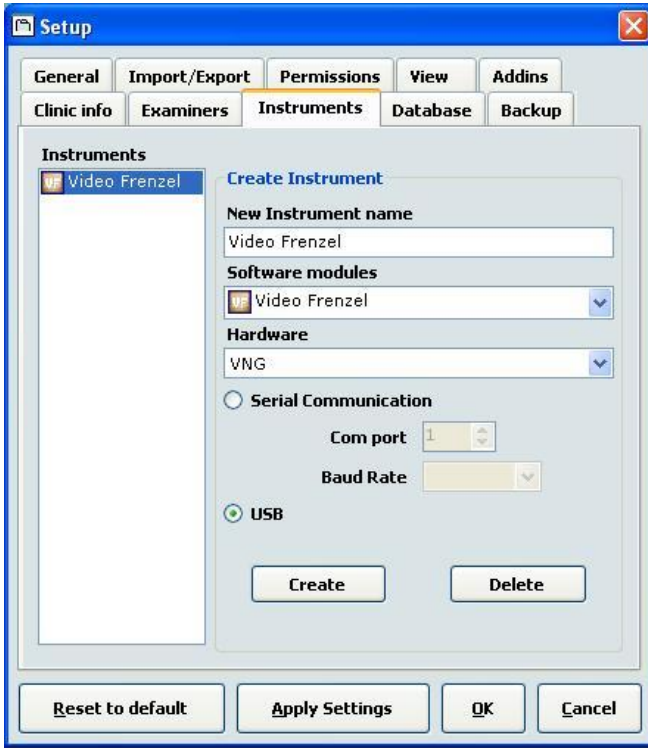 Setup
General Import/Export Permissions View Addins
Clinic info Examiners Instruments Database Backup
Instruments
VF Video Frenzel
Create Instrument
New Instrument name
Video Frenzel
Software modules
VF Video Frenzel
Hardware
VNG
Serial Communication
Com port 1
Baud Rate
USB
Create Delete
Reset to default Apply Settings OK Cancel